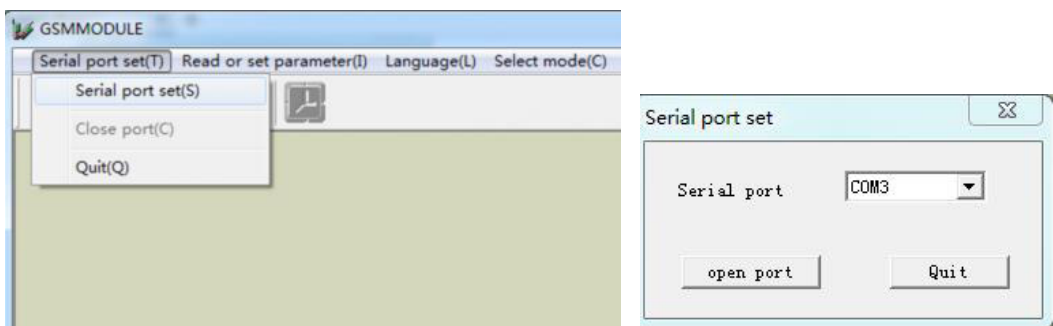 GSMMODULE
Serial port set(T) Read or set parameter(I) Language(L) Select mode(C)
Serial port set(S)
Close port(C)
Quit(Q)
Serial port set
Serial port COM3
open port Quit